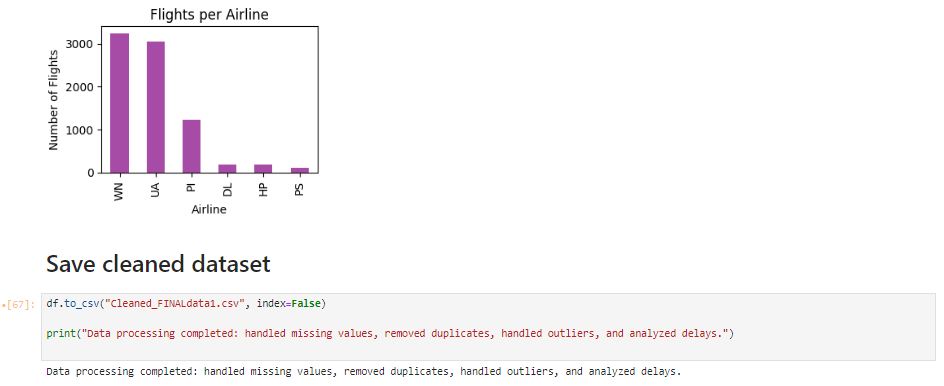 Flights per Airline
Number of Flights
3000
2000
1000
0
WN UA PI DL HP PS
Airline
Save cleaned dataset
•[67]: df.to_csv("Cleaned_FINALdata1.csv", index=False)
print("Data processing completed: handled missing values, removed duplicates, handled outliers, and analyzed delays.")
Data processing completed: handled missing values, removed duplicates, handled outliers, and analyzed delays.